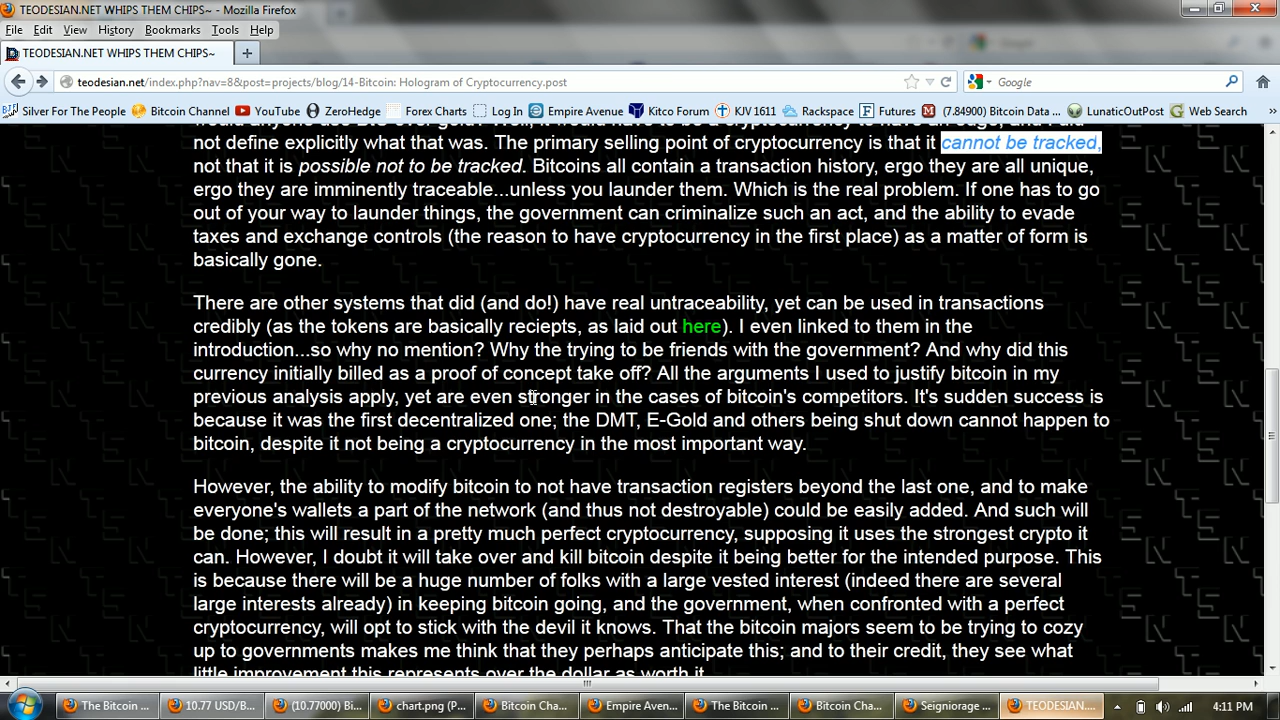 TEODESIAN.NET WHIPS THEM CHIPS~ - Mozilla Firefox
File Edit View History Bookmarks Tools Help
TEODESIAN.NET WHIPS THEM CHIPS~
teodesian.net/index.php?nav=8&post=projects/blog/14-Bitcoin: Hologram of Cryptocurrency.post
Google
Silver For The People Bitcoin Channel YouTube ZeroHedge Forex Charts Log In Empire Avenue Kitco Forum KJV 1611 Rackspace Futures (7.84900) Bitcoin Data ... LunaticOutPost Web Search
not define explicitly what that was. The primary selling point of cryptocurrency is that it cannot be tracked,
not that it is possible not to be tracked. Bitcoins all contain a transaction history, ergo they are all unique,
ergo they are imminently traceable...unless you launder them. Which is the real problem. If one has to go
out of your way to launder things, the government can criminalize such an act, and the ability to evade
taxes and exchange controls (the reason to have cryptocurrency in the first place) as a matter of form is
basically gone.
There are other systems that did (and do!) have real untraceability, yet can be used in transactions
credibly (as the tokens are basically reciepts, as laid out here). I even linked to them in the
introduction...so why no mention? Why the trying to be friends with the government? And why did this
currency initially billed as a proof of concept take off? All the arguments I used to justify bitcoin in my
previous analysis apply, yet are even stronger in the cases of bitcoin's competitors. It's sudden success is
because it was the first decentralized one; the DMT, E-Gold and others being shut down cannot happen to
bitcoin, despite it not being a cryptocurrency in the most important way.
However, the ability to modify bitcoin to not have transaction registers beyond the last one, and to make
everyone's wallets a part of the network (and thus not destroyable) could be easily added. And such will
be done; this will result in a pretty much perfect cryptocurrency, supposing it uses the strongest crypto it
can. However, I doubt it will take over and kill bitcoin despite it being better for the intended purpose. This
is because there will be a huge number of folks with a large vested interest (indeed there are several
large interests already) in keeping bitcoin going, and the government, when confronted with a perfect
cryptocurrency, will opt to stick with the devil it knows. That the bitcoin majors seem to be trying to cozy
up to governments makes me think that they perhaps anticipate this; and to their credit, they see what
little improvement this represents over the dollar as worth it.
The Bitcoin ... 10.77 USD/B... (10.77000) Bi... chart.png (P... Bitcoin Cha... Empire Aven... The Bitcoin ... Bitcoin Cha... Seigniorage ... TEODESIAN.... 4:11 PM